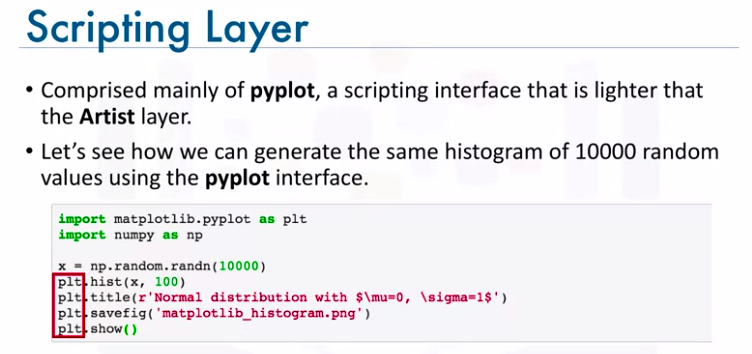 Scripting Layer
• Comprised mainly of pyplot, a scripting interface that is lighter that
the Artist layer.
• Let's see how we can generate the same histogram of 10000 random
values using the pyplot interface.
import matplotlib.pyplot as plt
import numpy as np
x = np.random.randn(10000)
plt.hist(x, 100)
plt.title(r'Normal distribution with $\mu=0, \sigma=1$')
plt.savefig('matplotlib_histogram.png')
plt.show()